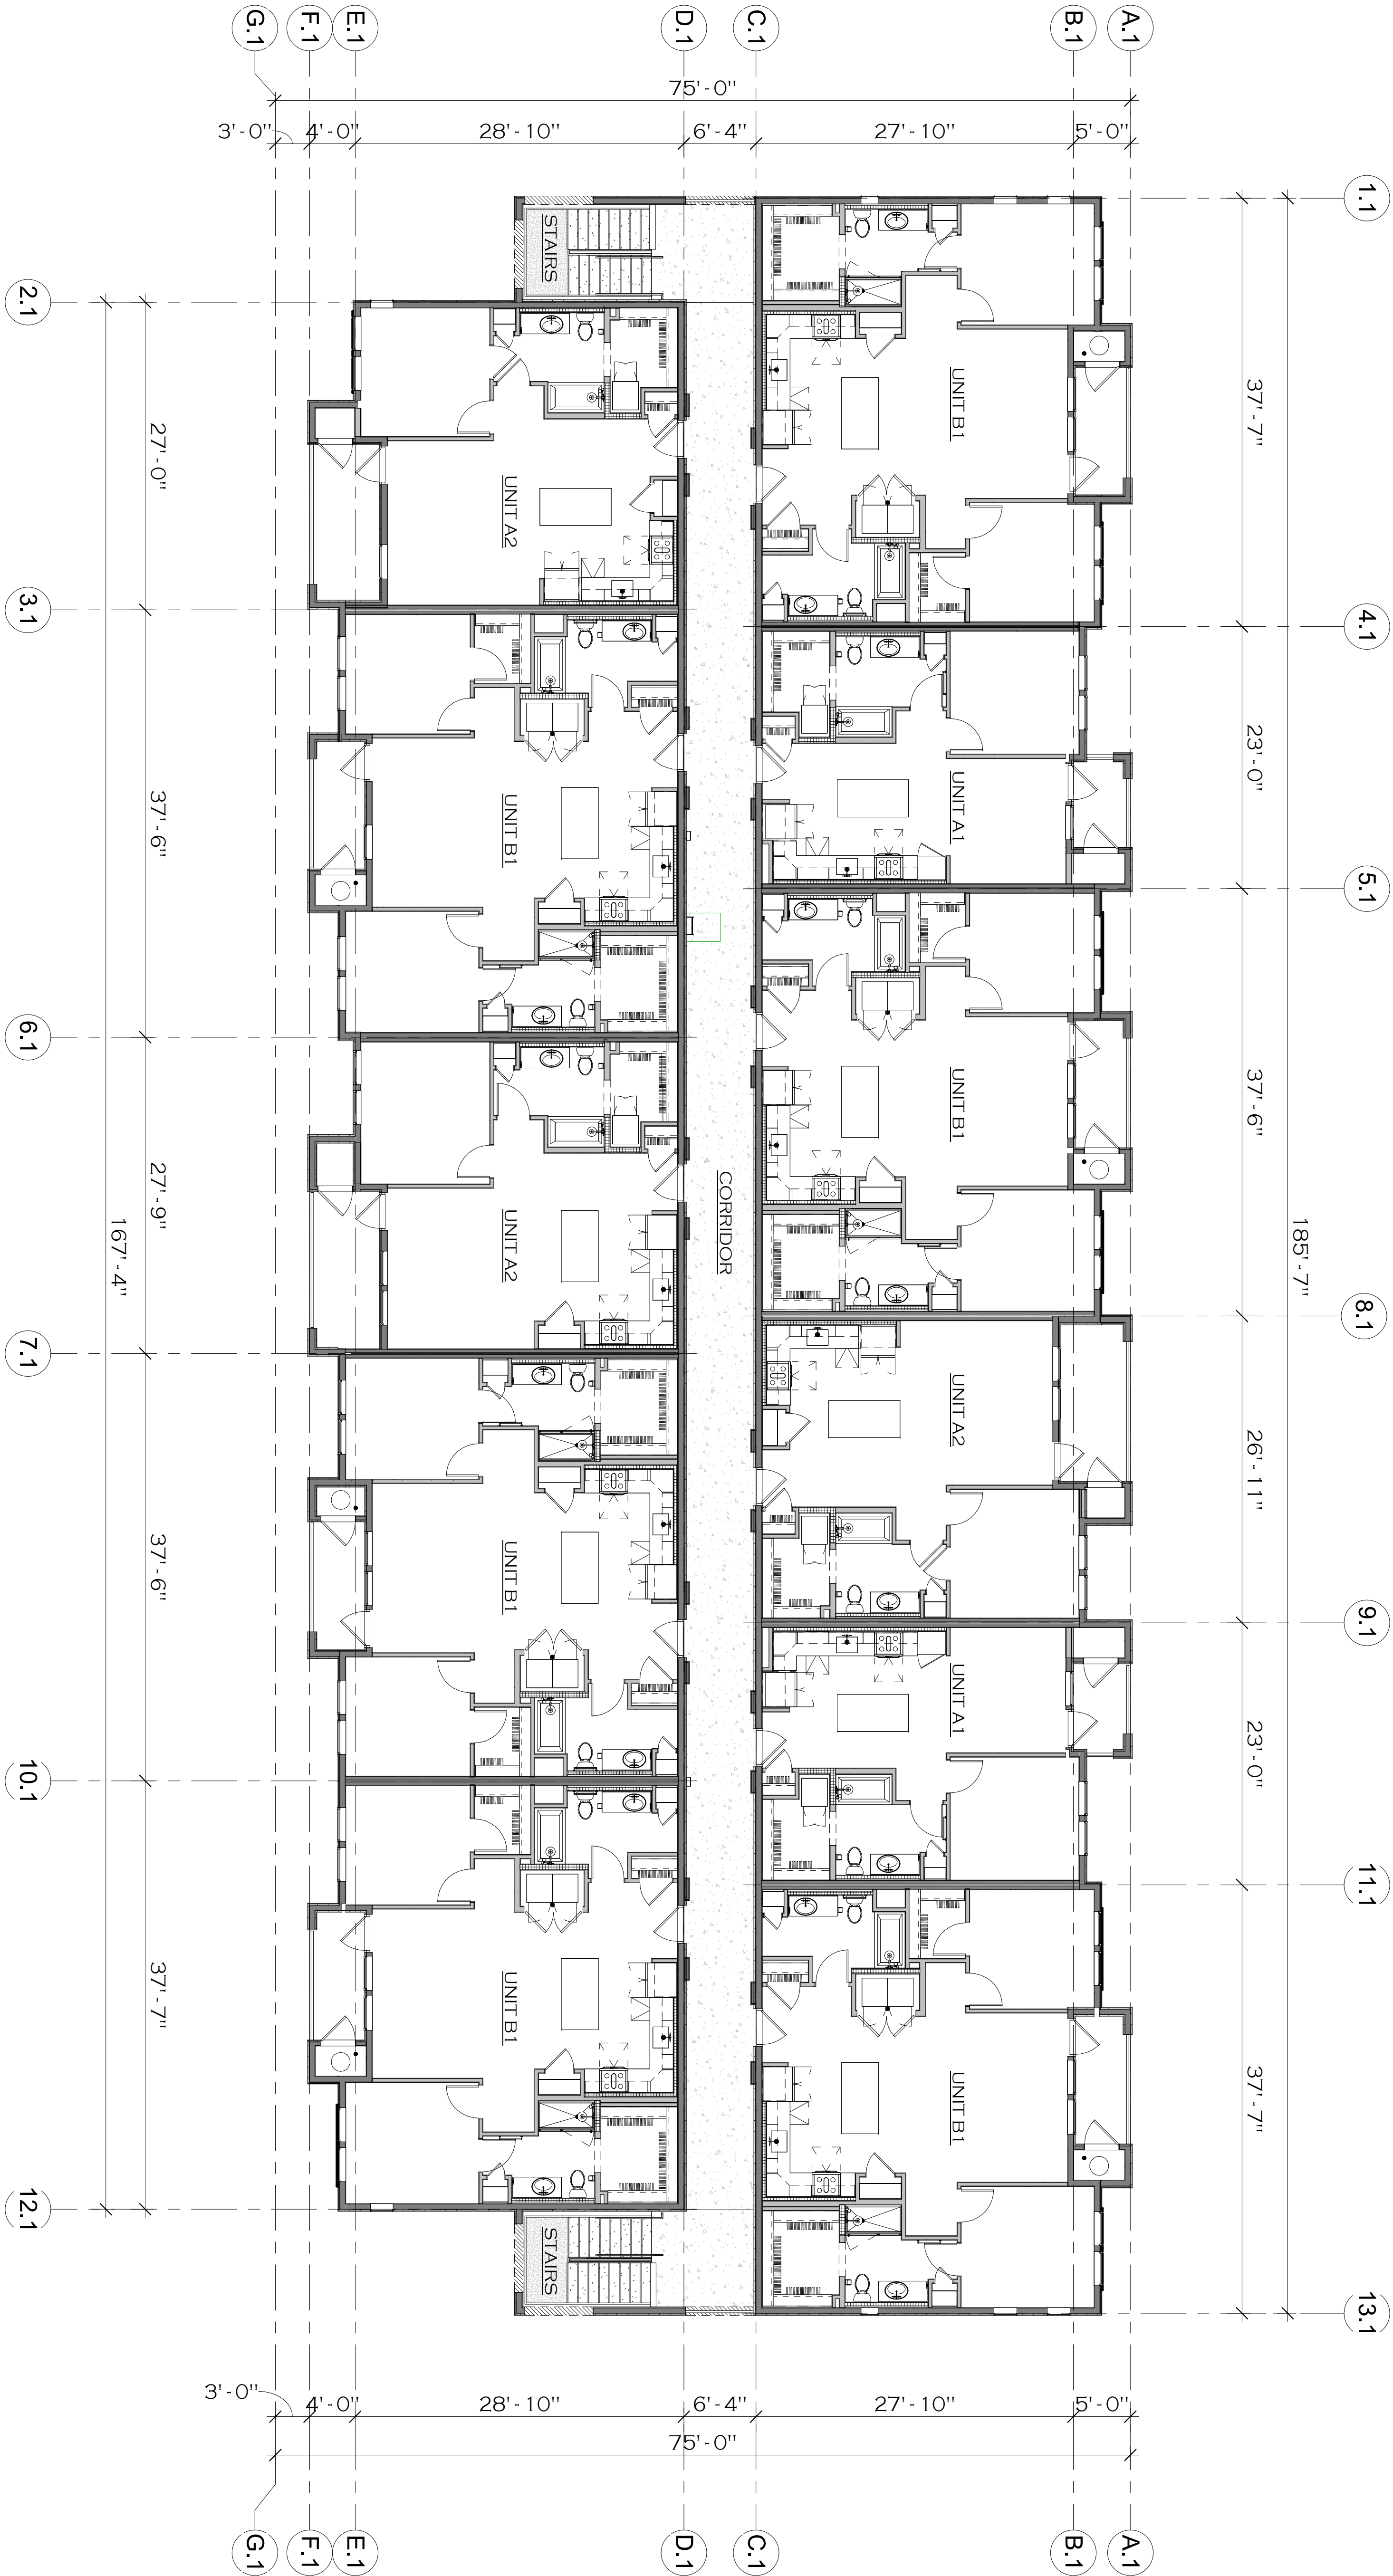 G.1
F.1
E.1
D.1
C.1
B.1
A.1
75'-0"
3'-0"
4'-0"
28'-10"
6'-4"
27'-10"
5'-0"
1.1
2.1
3.1
4.1
5.1
6.1
7.1
8.1
9.1
10.1
11.1
12.1
13.1
185'-7"
37'-7"
23'-0"
37'-6"
26'-11"
23'-0"
37'-7"
STAIRS
UNIT B1
UNIT A1
UNIT B1
UNIT A2
UNIT A1
UNIT B1
CORRIDOR
UNIT A2
UNIT B1
UNIT A2
UNIT B1
UNIT B1
STAIRS
27'-0"
37'-6"
27'-9"
37'-6"
37'-7"
167'-4"
3'-0"
4'-0"
28'-10"
6'-4"
27'-10"
5'-0"
75'-0"
G.1
F.1
E.1
D.1
C.1
B.1
A.1